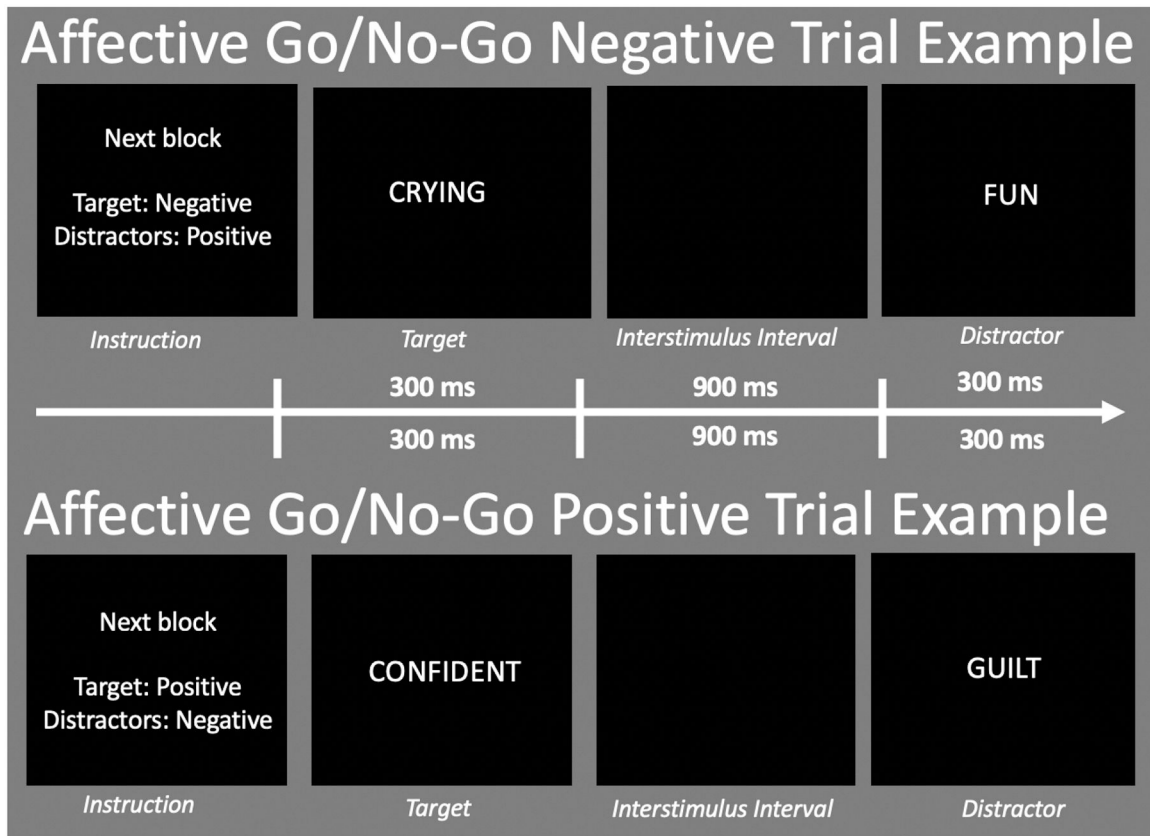 Affective Go/No-Go Negative Trial Example
Next block
Target: Negative
Distractors: Positive
CRYING
FUN
Instruction
Target
Interstimulus Interval
Distractor
300 ms
900 ms
300 ms
300 ms
900 ms
300 ms
Affective Go/No-Go Positive Trial Example
Next block
Target: Positive
Distractors: Negative
CONFIDENT
GUILT
Instruction
Target
Interstimulus Interval
Distractor